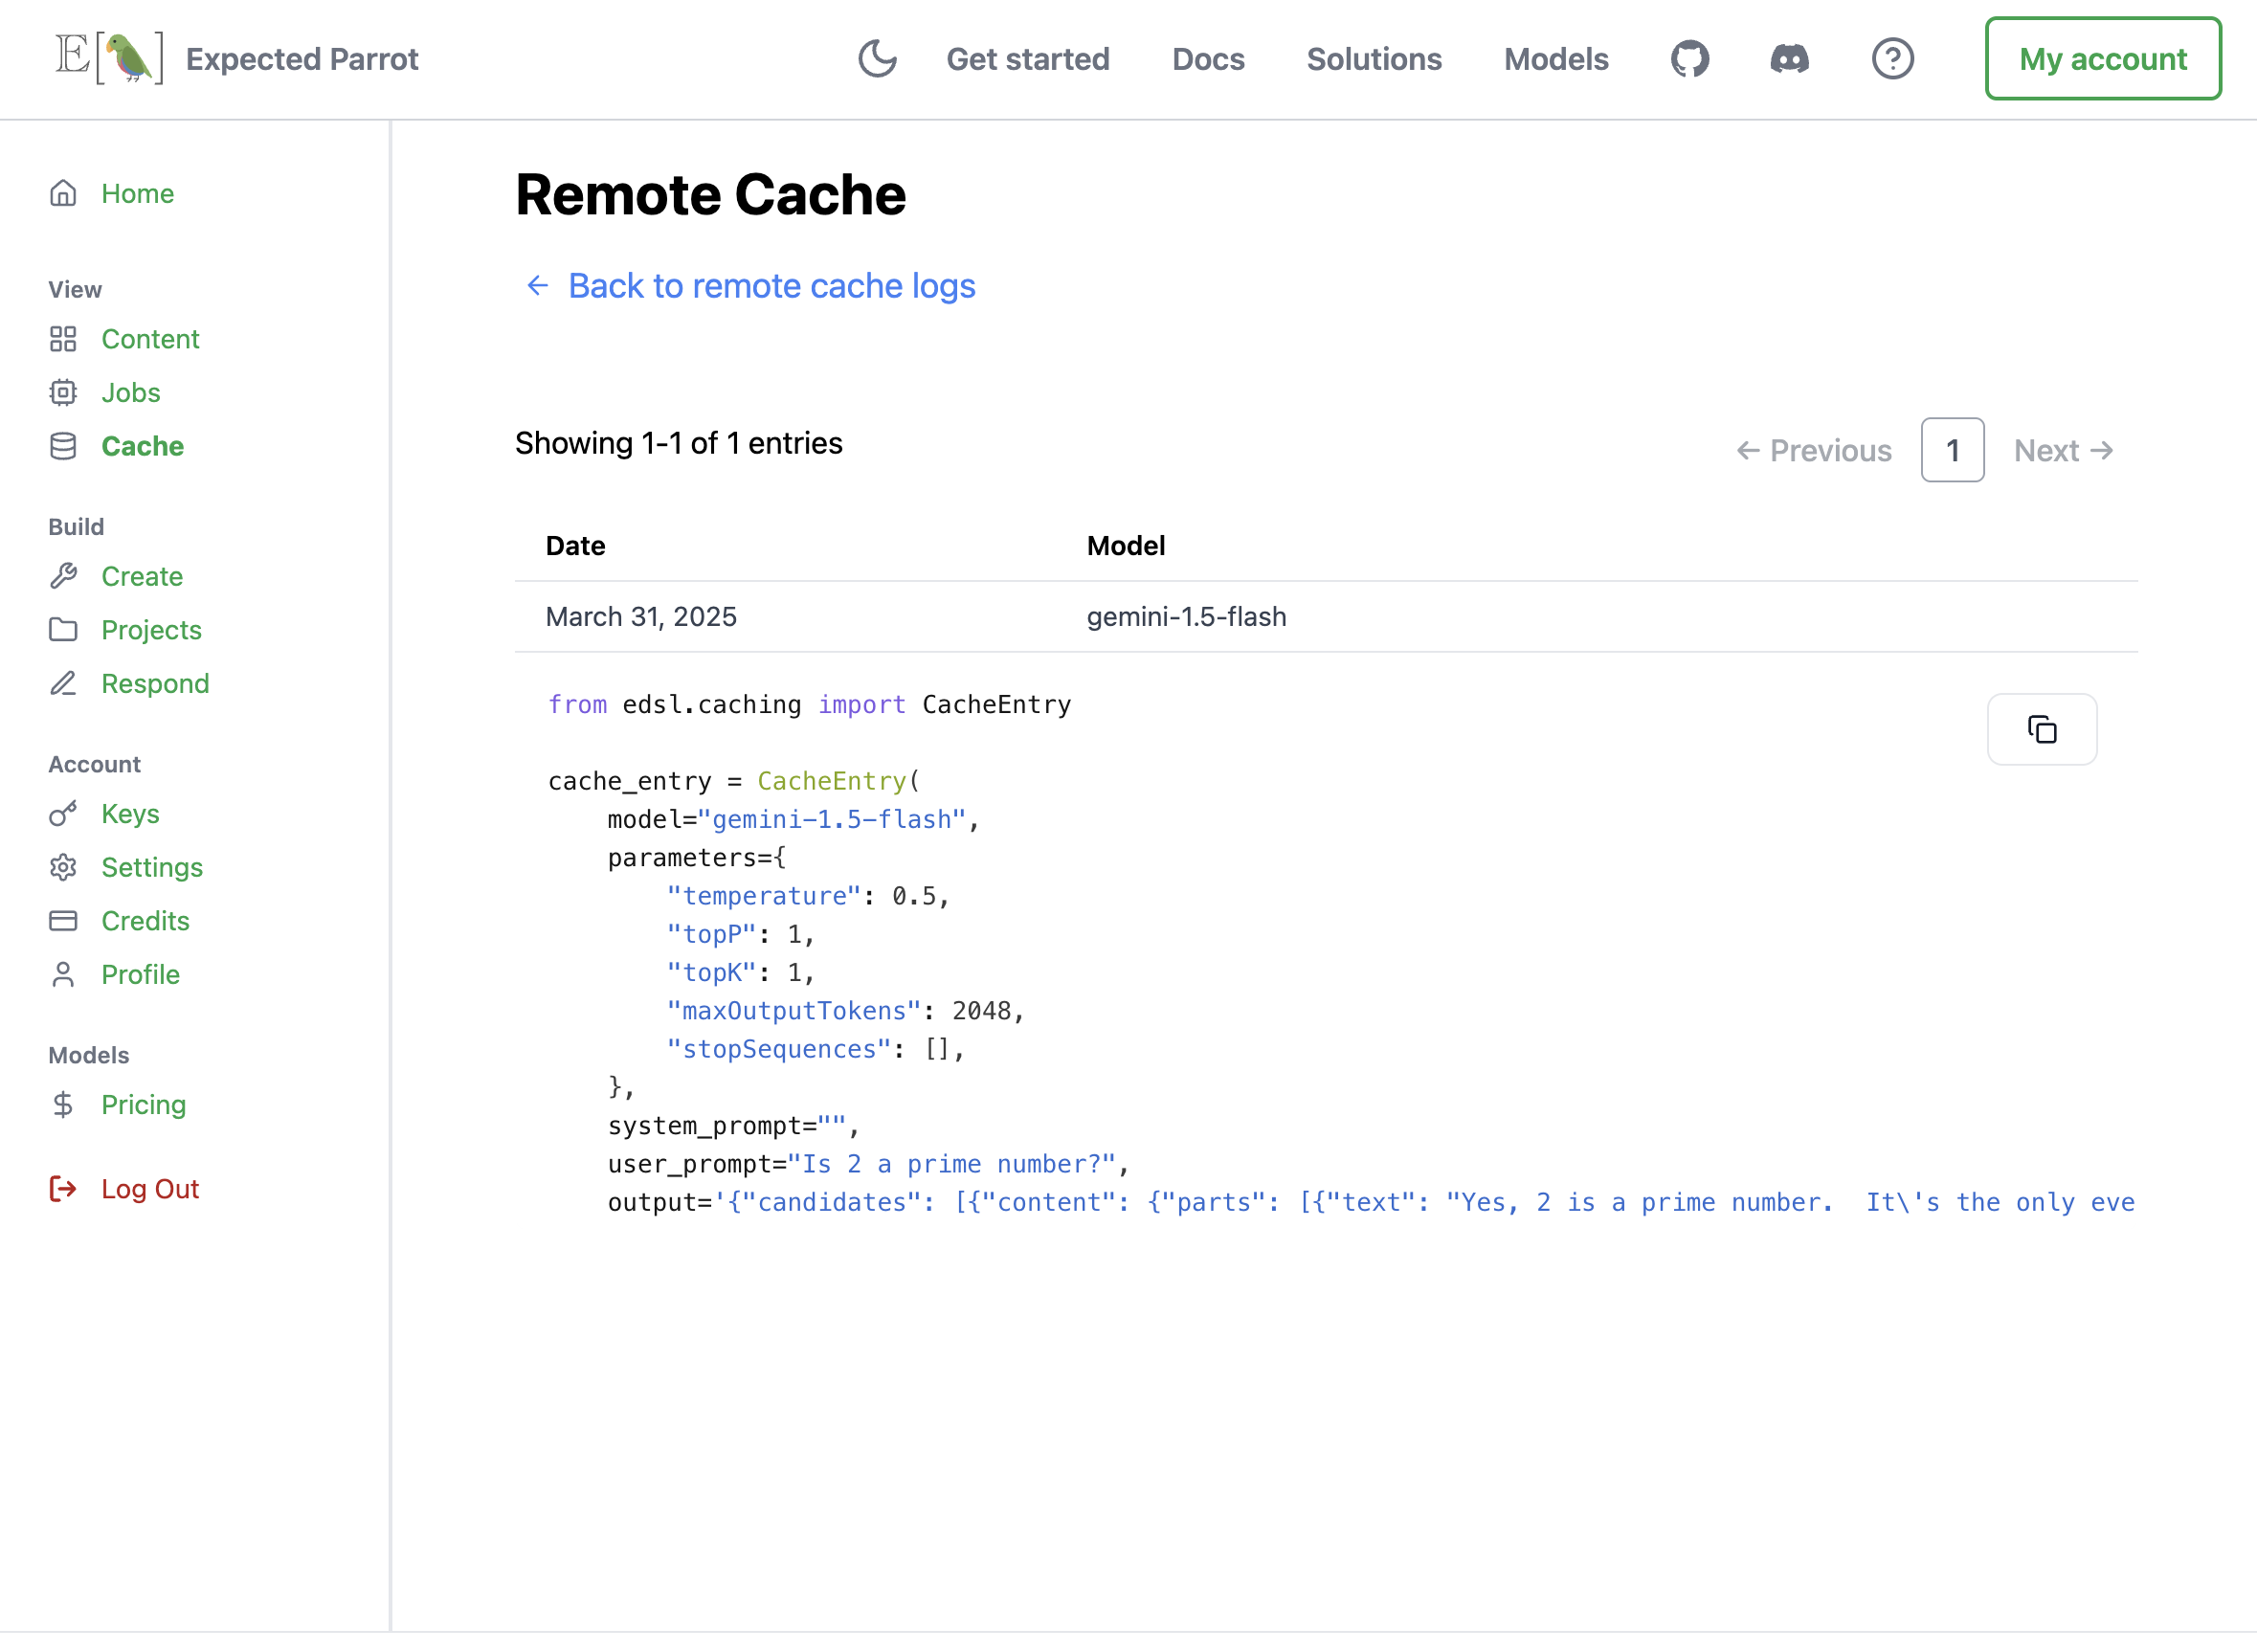 E[ ] Expected Parrot
Get started
Docs
Solutions
Models
My account
Home
View
Content
Jobs
Cache
Build
Create
Projects
Respond
Account
Keys
Settings
Credits
Profile
Models
Pricing
Log Out
Remote Cache
← Back to remote cache logs
Showing 1-1 of 1 entries
← Previous 1 Next →
Date Model
March 31, 2025 gemini-1.5-flash
from edsl.caching import CacheEntry
cache_entry = CacheEntry(
    model="gemini-1.5-flash",
    parameters={
        "temperature": 0.5,
        "topP": 1,
        "topK": 1,
        "maxOutputTokens": 2048,
        "stopSequences": [],
    },
    system_prompt="",
    user_prompt="Is 2 a prime number?",
    output='{"candidates": [{"content": {"parts": [{"text": "Yes, 2 is a prime number.  It\'s the only eve